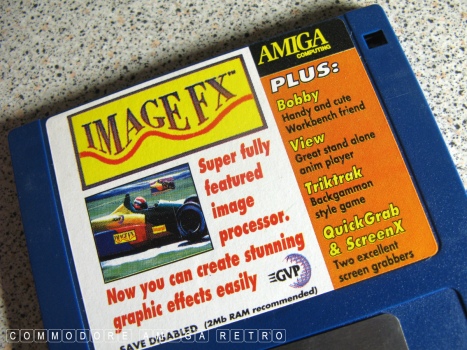 IMAGE FX™
Super fully
featured
image
processor.
Now you can create stunning
graphic effects easily
GVP
SAVE DISABLED (2Mb RAM recommended)
AMIGA
COMPUTING
PLUS:
Bobby
Handy and cute
Workbench friend
View
Great stand alone
anim player
Triktrak
Backgammon
style game
QuickGrab
& ScreenX
Two excellent
screen grabbers
COMMODORE AMIGA RETRO